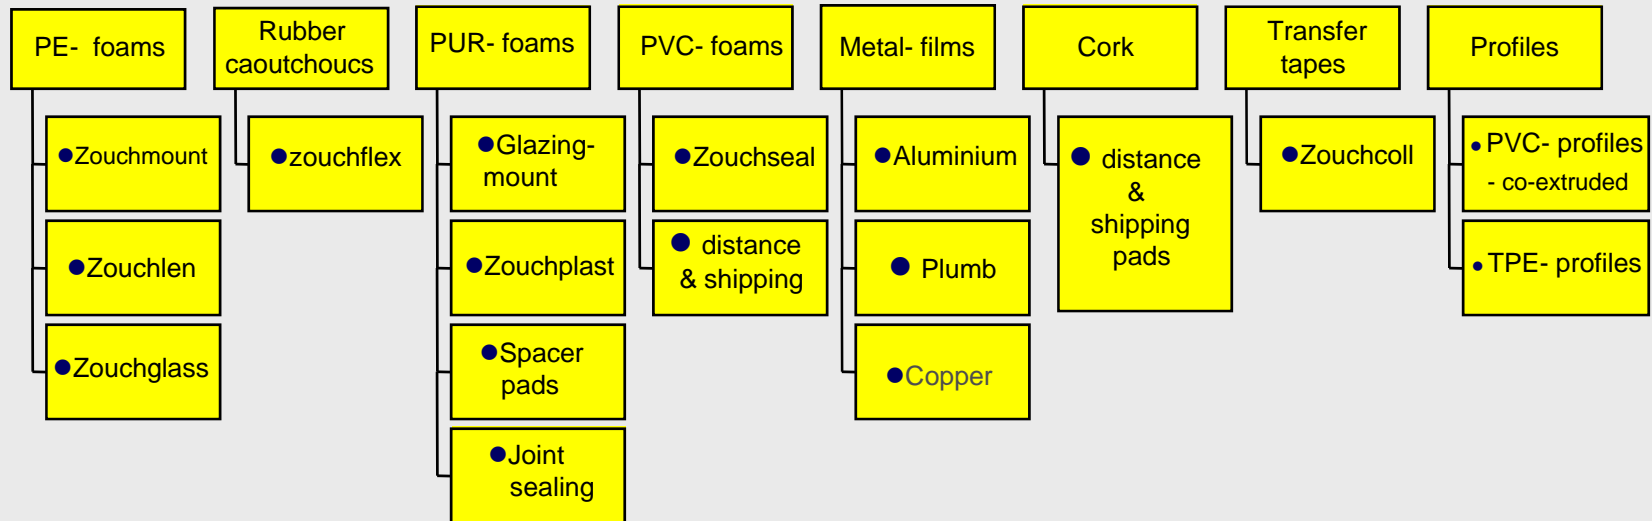 PE- foams
Rubber
caoutchoucs
PUR- foams
PVC- foams
Metal- films
Cork
Transfer
tapes
Profiles
•Zouchmount
•Zouchlen
•Zouchglass
•zouchflex
•Glazing-
mount
•Zouchplast
•Spacer
pads
•Joint
sealing
•Zouchseal
• distance
& shipping
•Aluminium
• Plumb
•Copper
• distance
&
shipping
pads
•Zouchcoll
• PVC- profiles
- co-extruded
• TPE- profiles